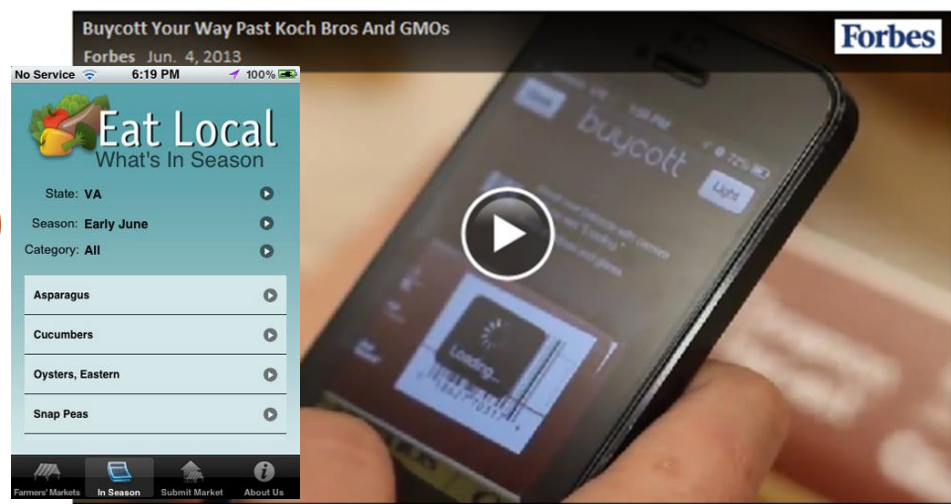 Buycott Your Way Past Koch Bros And GMOs
Forbes Jun. 4, 2013
Forbes
No Service 6:19 PM 100%
Eat Local
What's In Season
State: VA
Season: Early June
Category: All
Asparagus
Cucumbers
Oysters, Eastern
Snap Peas
Farmers' Markets In Season Submit Market About Us
72%
buycott
Light
Loading...